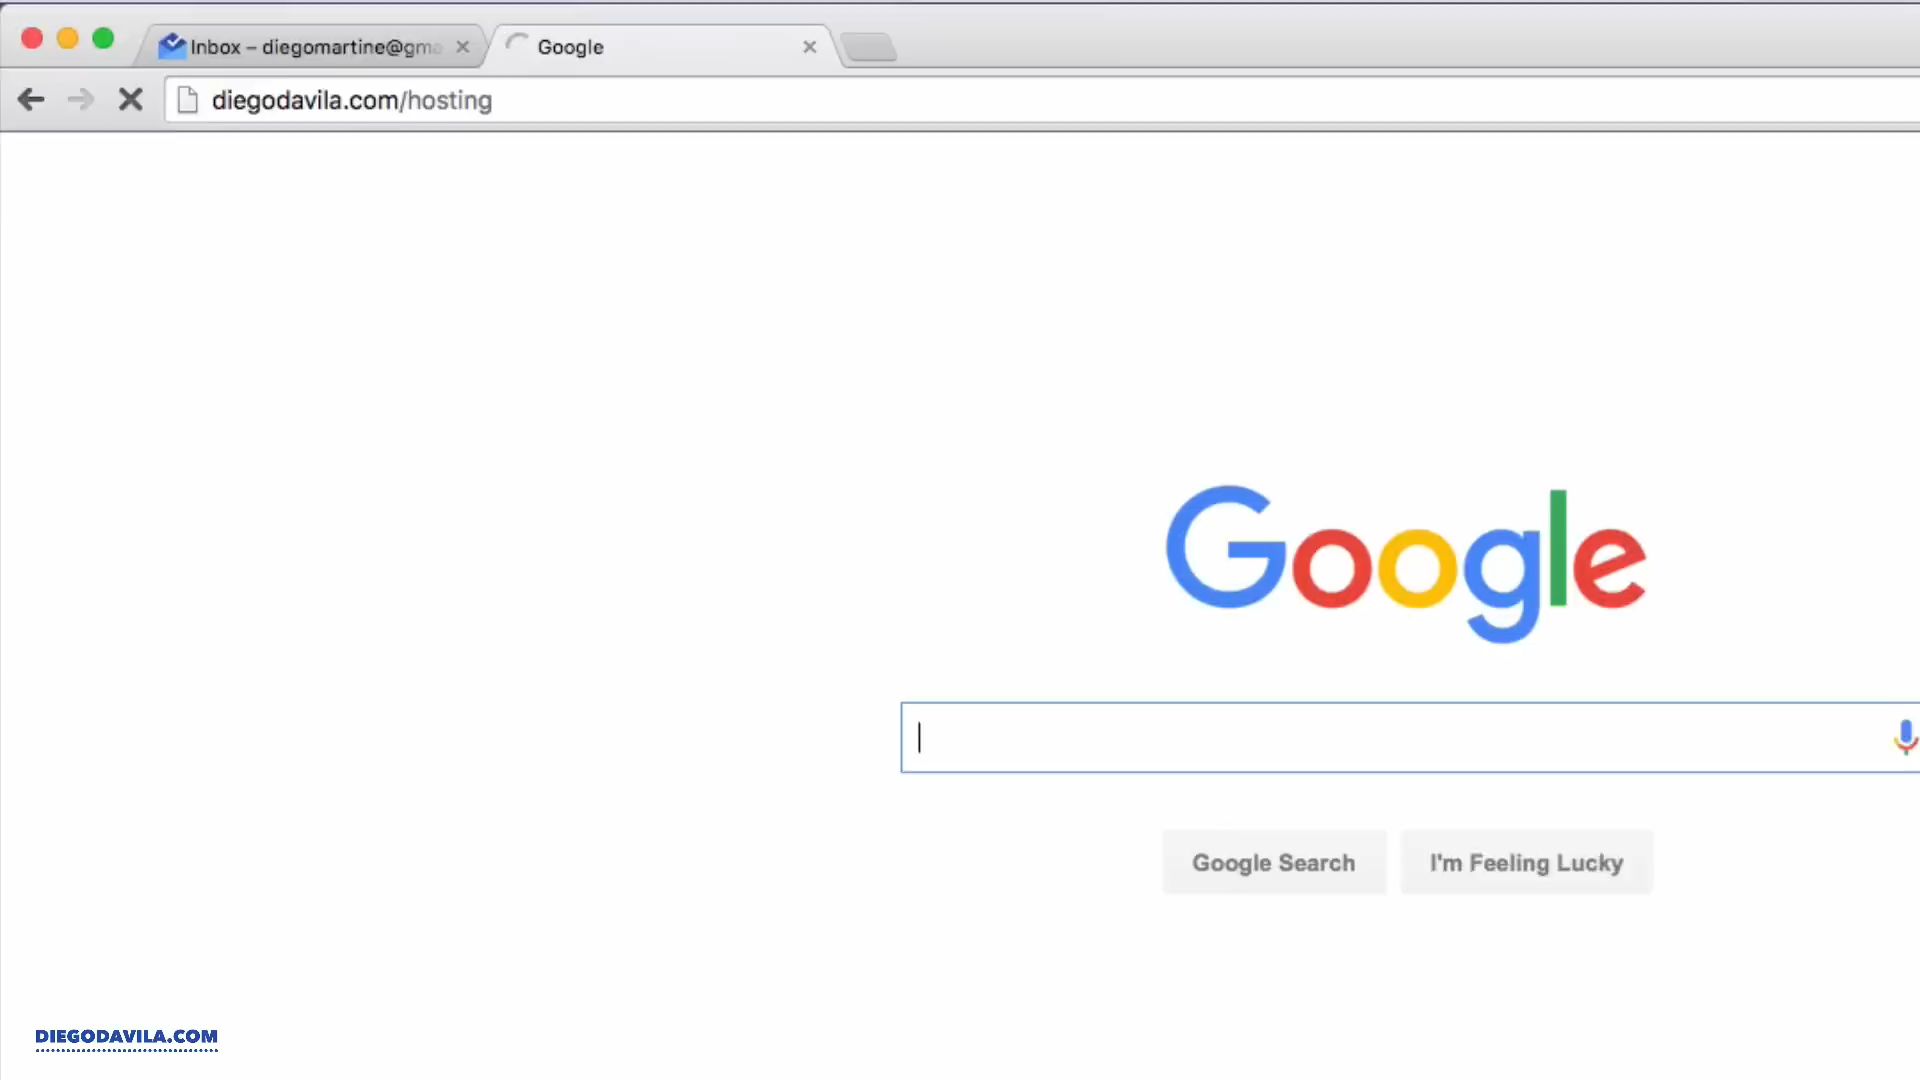 Inbox – diegomartine@gma
Google
diegodavila.com/hosting
Google
Google Search
I'm Feeling Lucky
DIEGODAVILA.COM